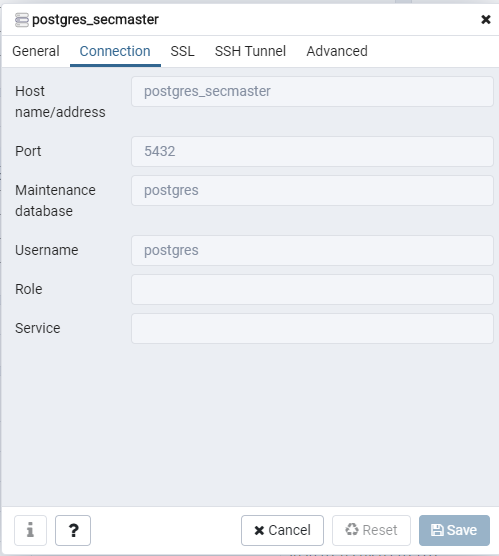 postgres_secmaster
General Connection SSL SSH Tunnel Advanced
Host name/address
postgres_secmaster
Port
5432
Maintenance database
postgres
Username
postgres
Role
Service
i ? Cancel Reset Save